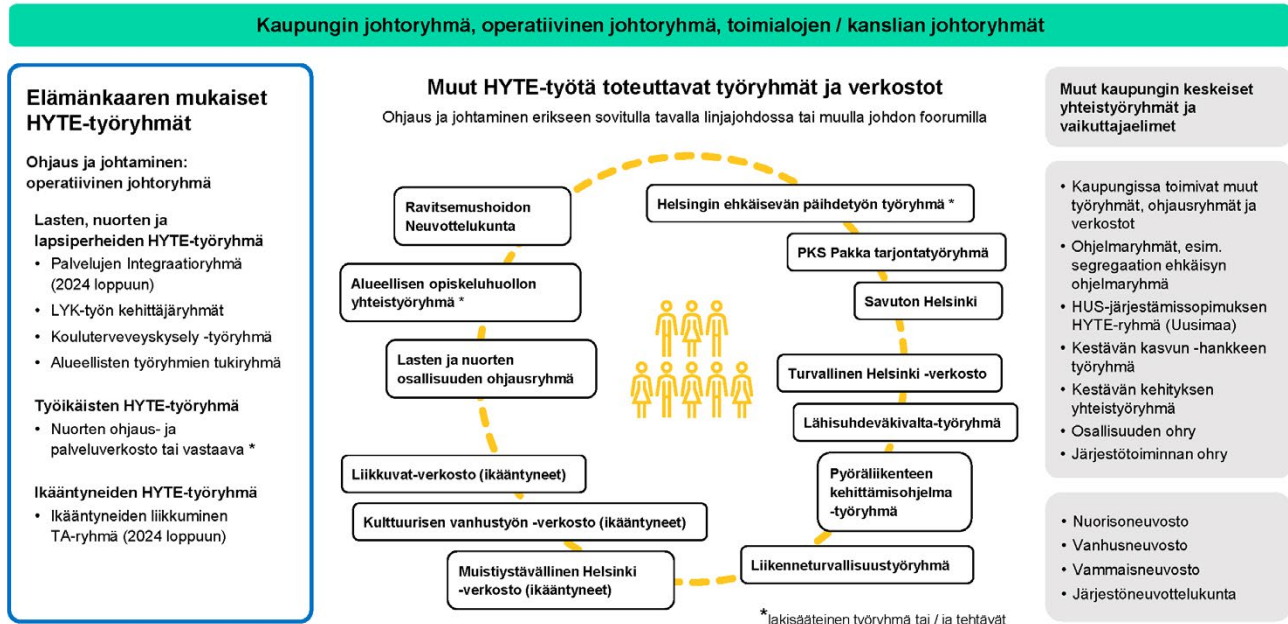 Kaupungin johtoryhmä, operatiivinen johtoryhmä, toimialojen / kanslian johtoryhmät
Elämänkaaren mukaiset
HYTE-työryhmät
Ohjaus ja johtaminen:
operatiivinen johtoryhmä
Lasten, nuorten ja
lapsiperheiden HYTE-työryhmä
• Palvelujen Integraatioryhmä
(2024 loppuun)
• LYK-työn kehittäjäryhmät
• Kouluterveyskysely -työryhmä
• Alueellisten työryhmien tukiryhmä
Työikäisten HYTE-työryhmä
• Nuorten ohjaus- ja
palveluverkosto tai vastaava *
Ikääntyneiden HYTE-työryhmä
• Ikääntyneiden liikkuminen
TA-ryhmä (2024 loppuun)
Muut HYTE-työtä toteuttavat työryhmät ja verkostot
Ohjaus ja johtaminen erikseen sovitulla tavalla linjajohdossa tai muulla johdon foorumilla
Ravitsemushoidon
Neuvottelukunta
Alueellisen opiskeluhuollon
yhteistyöryhmä *
Lasten ja nuorten
osallisuuden ohjausryhmä
Liikkuvat-verkosto (ikääntyneet)
Kulttuurisen vanhustyön -verkosto (ikääntyneet)
Muistiystävällinen Helsinki
-verkosto (ikääntyneet)
Helsingin ehkäisevän päihdetyön työryhmä *
PKS Pakka tarjontatyöryhmä
Savuton Helsinki
Turvallinen Helsinki -verkosto
Lähisuhdeväkivalta-työryhmä
Pyöräliikenteen
kehittämisohjelma
-työryhmä
Liikenneturvallisuustyöryhmä
*lakisääteinen työryhmä tai / ja tehtävät
Muut kaupungin keskeiset
yhteistyöryhmät ja
vaikuttajaelimet
• Kaupungissa toimivat muut
työryhmät, ohjausryhmät ja
verkostot
• Ohjelmaryhmät, esim.
segregaation ehkäisyn
ohjelmaryhmä
• HUS-järjestämissopimuksen
HYTE-ryhmä (Uusimaa)
• Kestävän kasvun -hankkeen
työryhmä
• Kestävän kehityksen
yhteistyöryhmä
• Osallisuuden ohry
• Järjestötoiminnan ohry
• Nuorisoneuvosto
• Vanhusneuvosto
• Vammaisneuvosto
• Järjestöneuvottelukunta